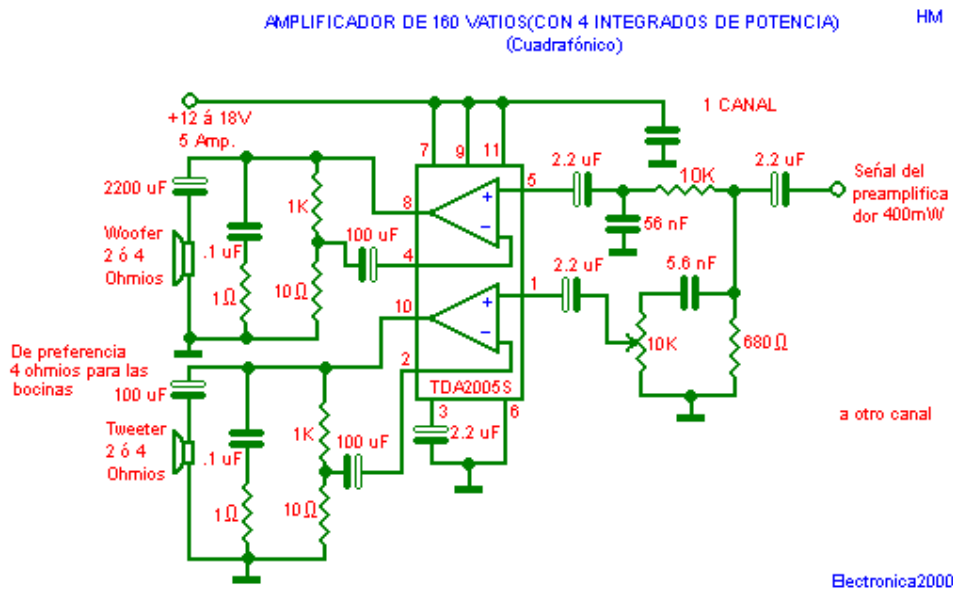 AMPLIFICADOR DE 160 VATIOS(CON 4 INTEGRADOS DE POTENCIA)
(Cuadrafónico)
HM
+12 á 18V
5 Amp.
1 CANAL
7
9
11
2.2 uF
5
10K
2.2 uF
Señal del
preamplifica
dor 400mW
2200 uF
1K
8
+
−
56 nF
Woofer
2 ó 4
Ohmios
.1 uF
100 uF
4
2.2 uF
1
5.6 nF
1Ω
10Ω
10
+
−
10K
680Ω
De preferencia
4 ohmios para las
bocinas
2
100 uF
TDA2005S
3
6
2.2 uF
a otro canal
Tweeter
2 ó 4
Ohmios
.1 uF
1K
100 uF
1Ω
10Ω
Electronica2000